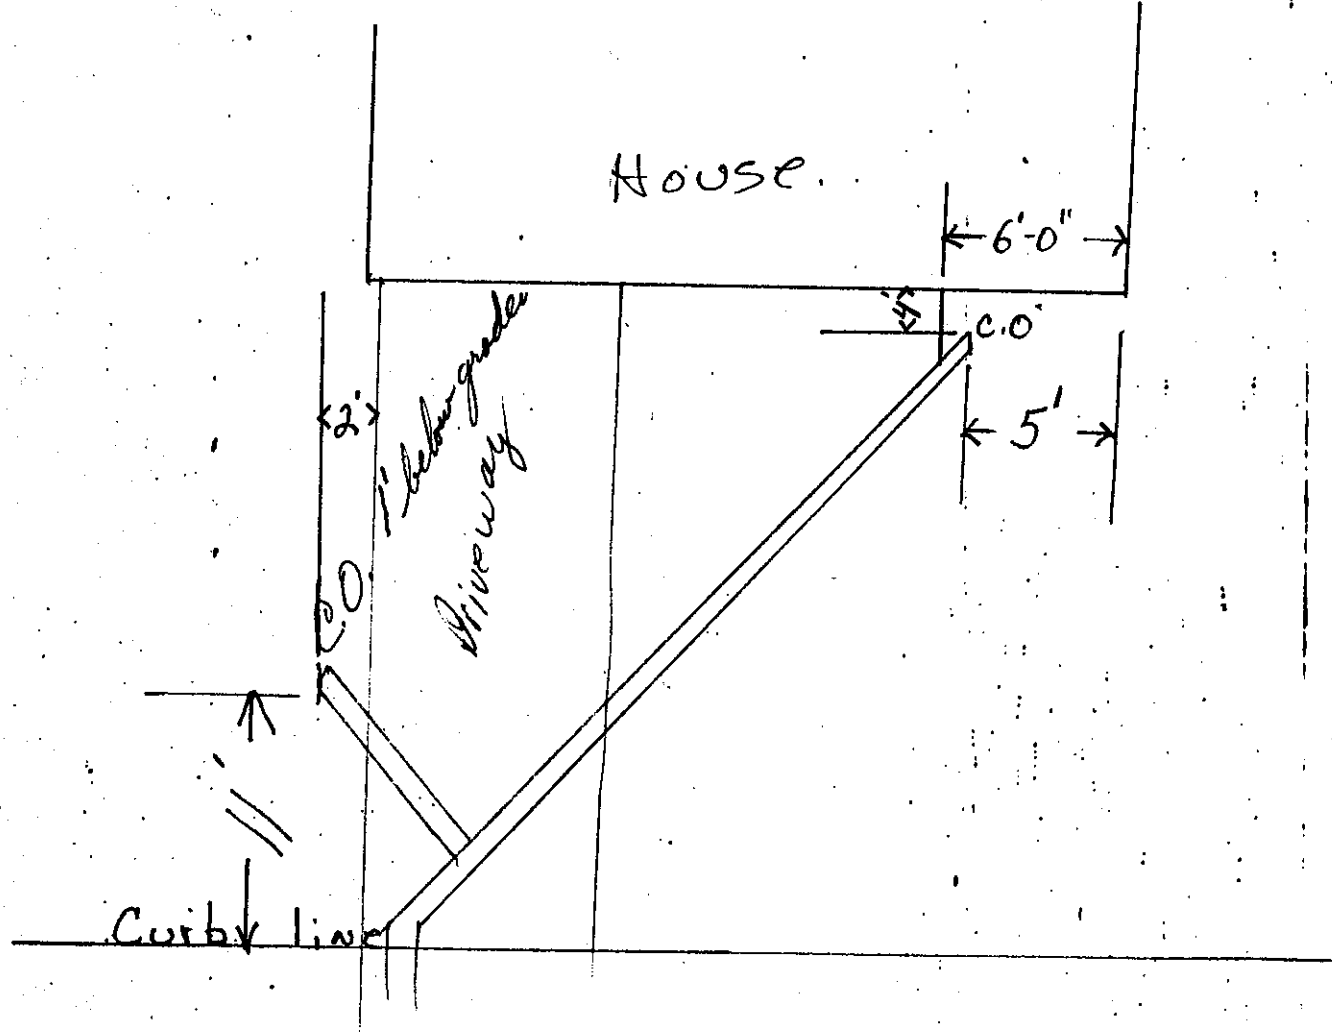 House.
6'-0"
4'
C.O.
5'
2'
1' below grade
Driveway
C.O.
11'
Curb line